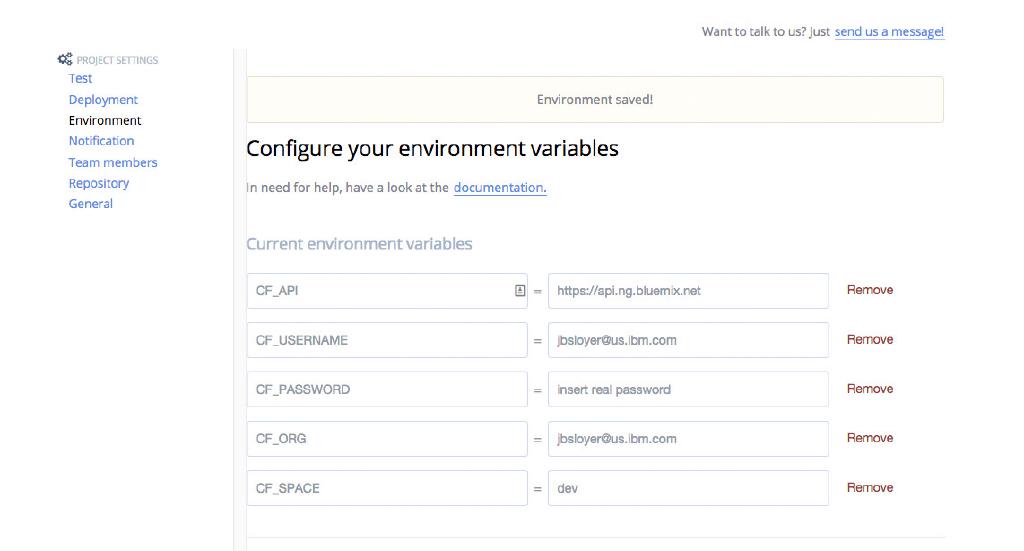 Want to talk to us? Just send us a message!
PROJECT SETTINGS
Test
Deployment
Environment
Notification
Team members
Repository
General
Environment saved!
Configure your environment variables
In need for help, have a look at the documentation.
Current environment variables
CF_API = https://api.ng.bluemix.net Remove
CF_USERNAME = jbsloyer@us.ibm.com Remove
CF_PASSWORD = insert real password Remove
CF_ORG = jbsloyer@us.ibm.com Remove
CF_SPACE = dev Remove